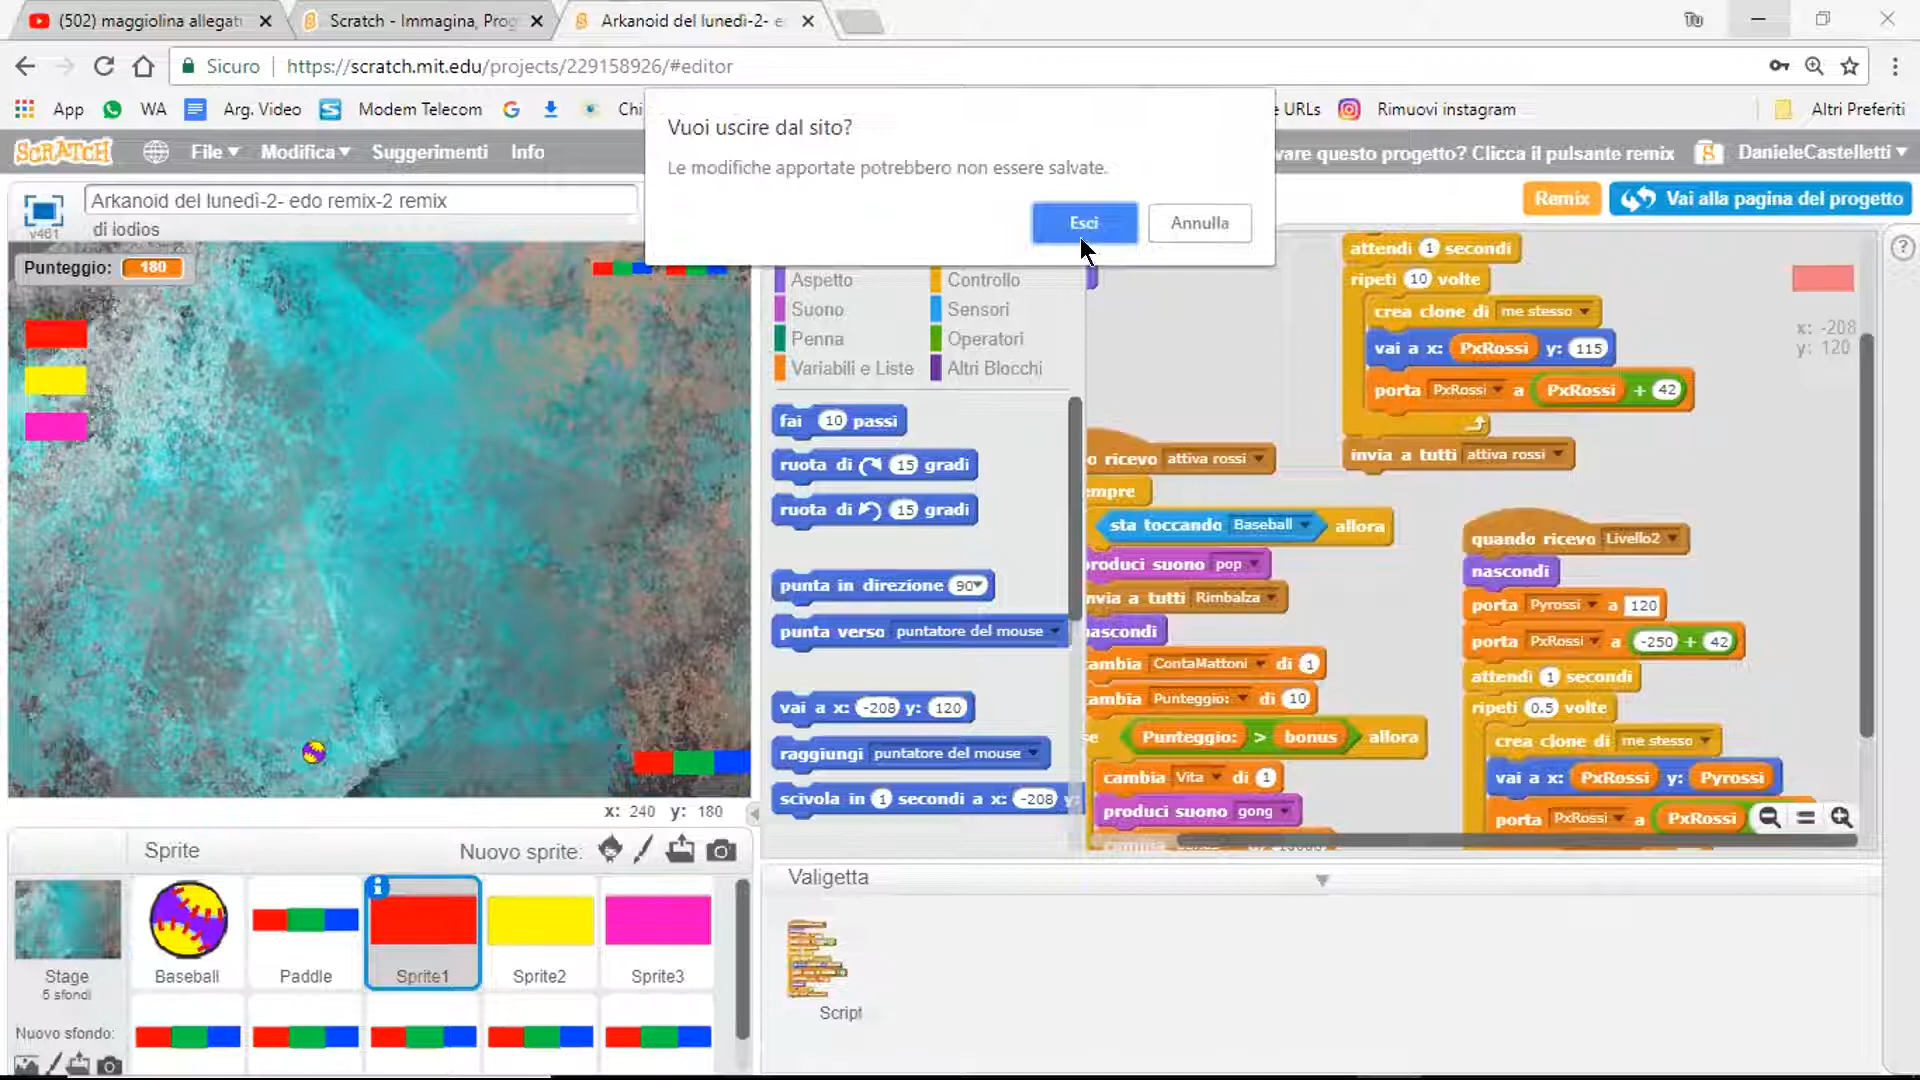 (502) maggiolina allegat
Scratch - Immagina, Prog
Arkanoid del lunedì-2- e
Tu
Sicuro
https://scratch.mit.edu/projects/229158926/#editor
App
WA
Arg. Video
Modem Telecom
Chi
e URLs
Rimuovi instagram
Altri Preferiti
Vuoi uscire dal sito?
Le modifiche apportate potrebbero non essere salvate.
Esci
Annulla
SCRATCH
File
Modifica
Suggerimenti
Info
vare questo progetto? Clicca il pulsante remix
DanieleCastelletti
v461
Arkanoid del lunedì-2- edo remix-2 remix
di iodios
Remix
Vai alla pagina del progetto
Punteggio: 180
x: 240 y: 180
Aspetto
Controllo
Suono
Sensori
Penna
Operatori
Variabili e Liste
Altri Blocchi
fai 10 passi
ruota di 15 gradi
ruota di 15 gradi
punta in direzione 90
punta verso puntatore del mouse
vai a x: -208 y: 120
raggiungi puntatore del mouse
scivola in 1 secondi a x: -208 y:
attendi 1 secondi
ripeti 10 volte
crea clone di me stesso
vai a x: PxRossi y: 115
porta PxRossi a PxRossi + 42
invia a tutti attiva rossi
x: -208
y: 120
o ricevo attiva rossi
empre
sta toccando Baseball allora
roduci suono pop
nvia a tutti Rimbalza
nascondi
ambia ContaMattoni di 1
ambia Punteggio: di 10
e Punteggio: > bonus allora
cambia Vita di 1
produci suono gong
quando ricevo Livello2
nascondi
porta Pyrossi a 120
porta PxRossi a -250 + 42
attendi 1 secondi
ripeti 0.5 volte
crea clone di me stesso
vai a x: PxRossi y: Pyrossi
porta PxRossi a PxRossi
Sprite
Nuovo sprite:
Stage
5 sfondi
Nuovo sfondo:
Baseball
Paddle
Sprite1
Sprite2
Sprite3
Valigetta
Script